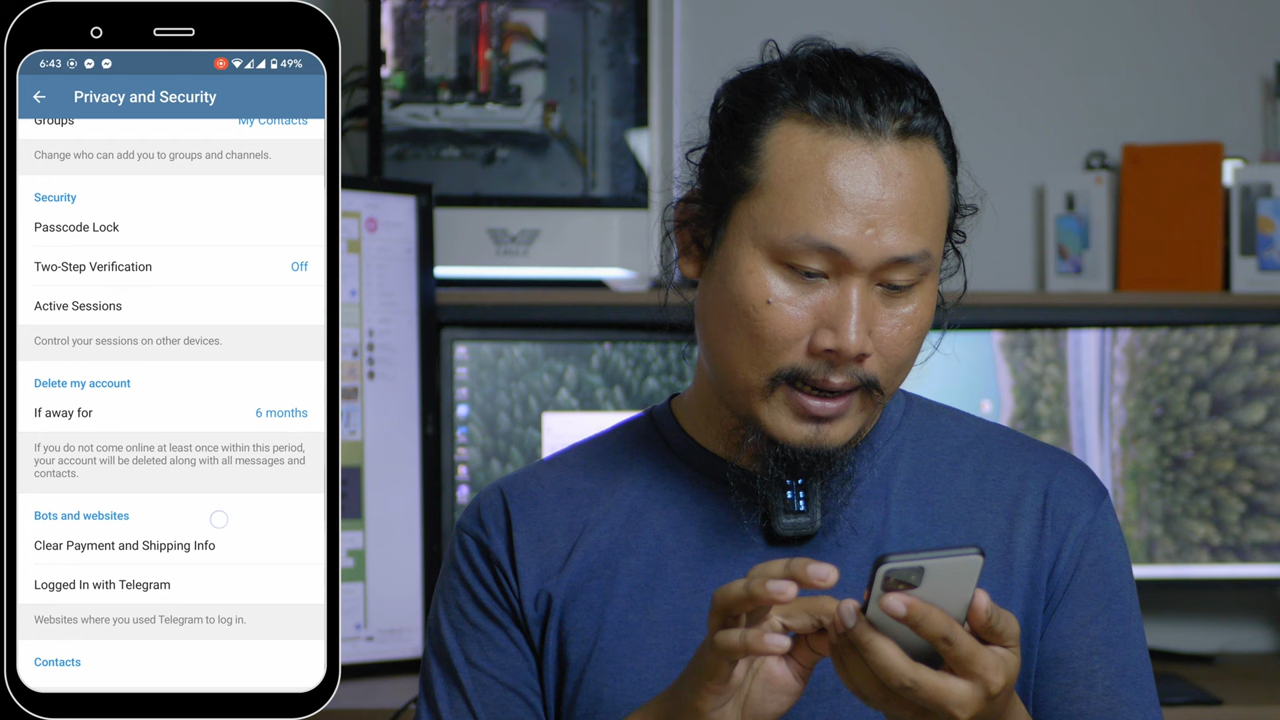 6:43
49%
Privacy and Security
Groups My Contacts
Change who can add you to groups and channels.
Security
Passcode Lock
Two-Step Verification Off
Active Sessions
Control your sessions on other devices.
Delete my account
If away for 6 months
If you do not come online at least once within this period,
your account will be deleted along with all messages and
contacts.
Bots and websites
Clear Payment and Shipping Info
Logged In with Telegram
Websites where you used Telegram to log in.
Contacts